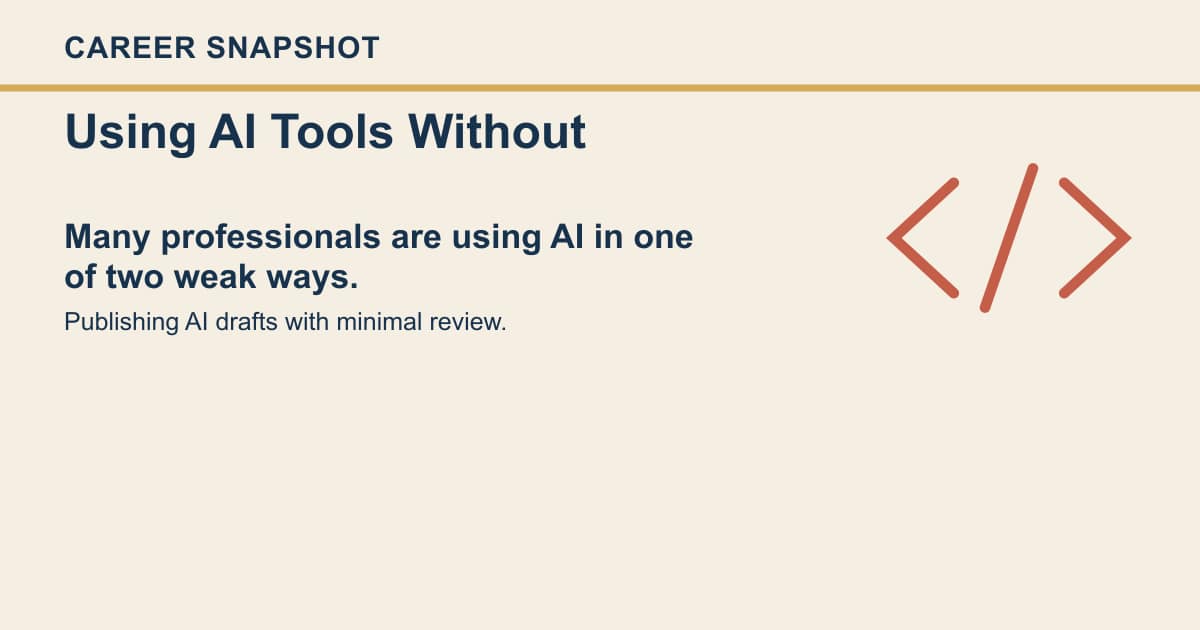 CAREER SNAPSHOT
Using AI Tools Without
Many professionals are using AI in one
of two weak ways.
Publishing AI drafts with minimal review.